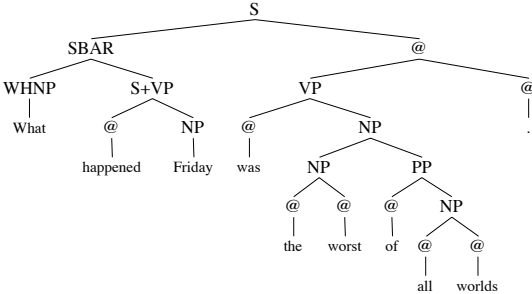 S
SBAR @
WHNP S+VP VP @
What @ NP @ NP .
happened Friday was NP PP
@ @ @ NP
the worst of @ @
all worlds